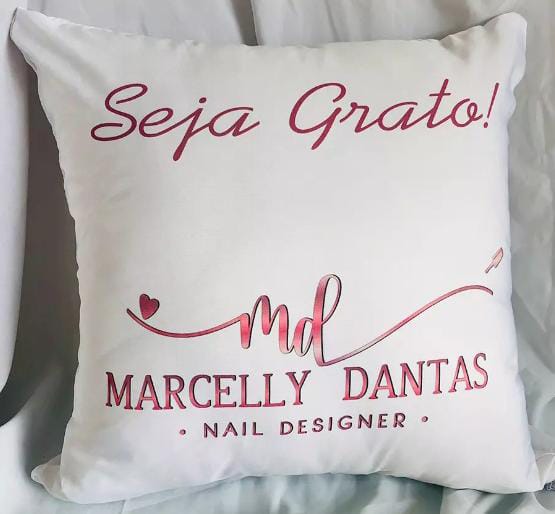 Seja Grato!
md
MARCELLY DANTAS
• NAIL DESIGNER •